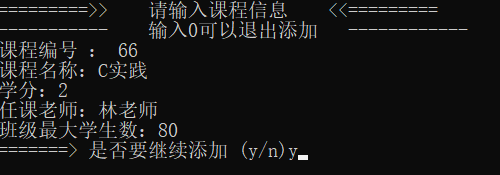 =========>>    请输入课程信息    <<=========
-----------    输入0可以退出添加    ------------
课程编号 ： 66
课程名称：C实践
学分：2
任课老师：林老师
班级最大学生数：80
=======> 是否要继续添加 (y/n)y